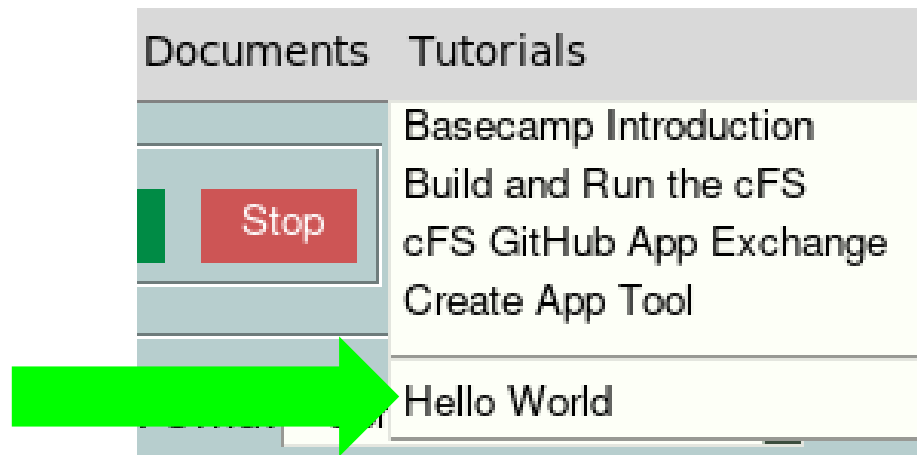 Documents Tutorials
Basecamp Introduction
Build and Run the cFS
Stop
cFS GitHub App Exchange
Create App Tool
Hello World